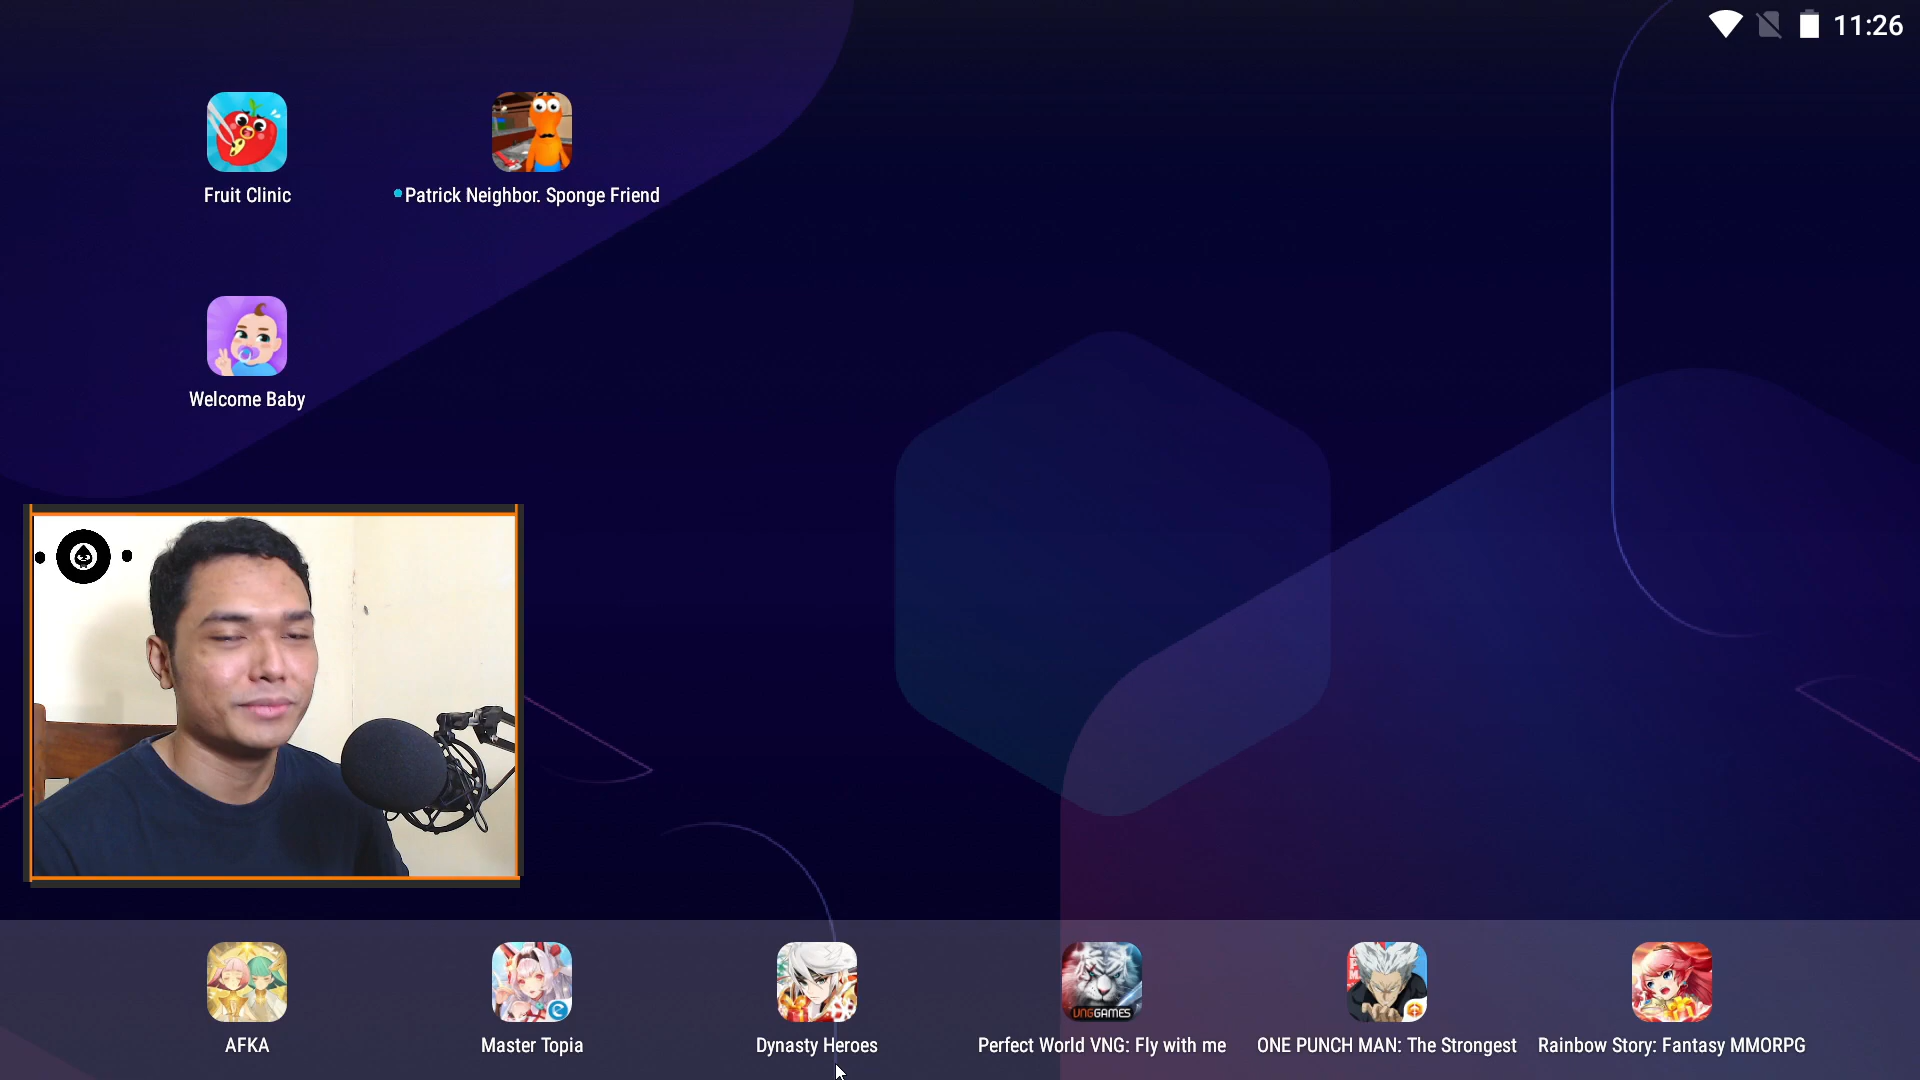 11:26
Fruit Clinic
Patrick Neighbor. Sponge Friend
Welcome Baby
VNGGAMES
AFKA
Master Topia
Dynasty Heroes
Perfect World VNG: Fly with me
ONE PUNCH MAN: The Strongest
Rainbow Story: Fantasy MMORPG